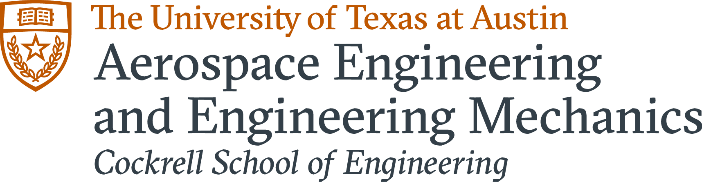 The University of Texas at Austin
Aerospace Engineering
and Engineering Mechanics
Cockrell School of Engineering